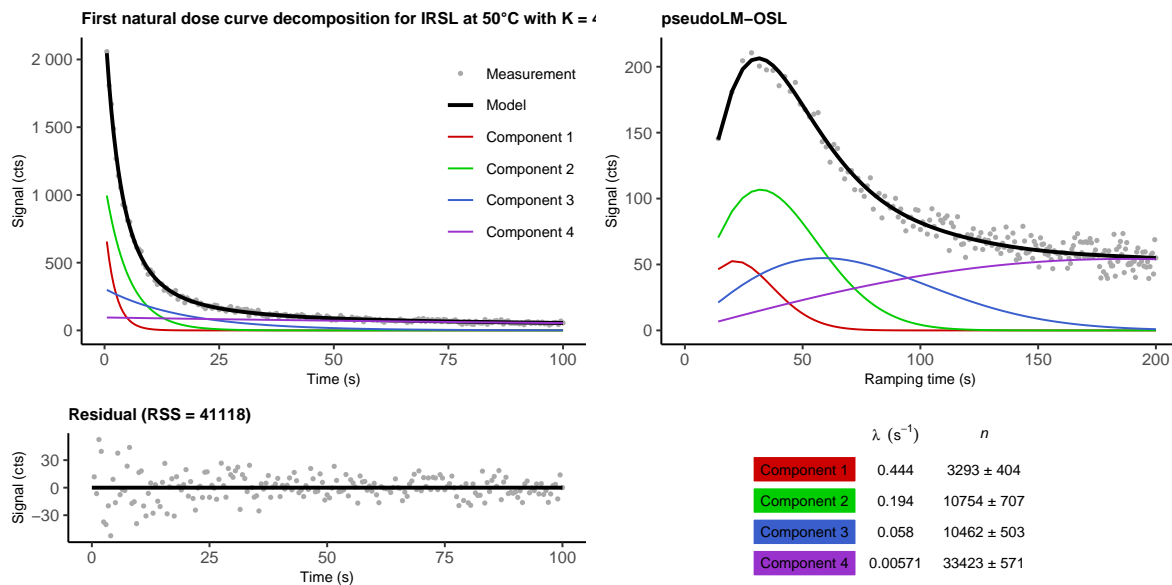 First natural dose curve decomposition for IRSL at 50°C with K = 4
2 000
1 500
1 000
500
0
Signal (cts)
Measurement
Model
Component 1
Component 2
Component 3
Component 4
0
25
50
75
100
Time (s)
pseudoLM−OSL
200
150
100
50
0
Signal (cts)
0
50
100
150
200
Ramping time (s)
Residual (RSS = 41118)
30
0
−30
Signal (cts)
0
25
50
75
100
Time (s)
λ (s−1) n
Component 1 0.444 3293 ± 404
Component 2 0.194 10754 ± 707
Component 3 0.058 10462 ± 503
Component 4 0.00571 33423 ± 571